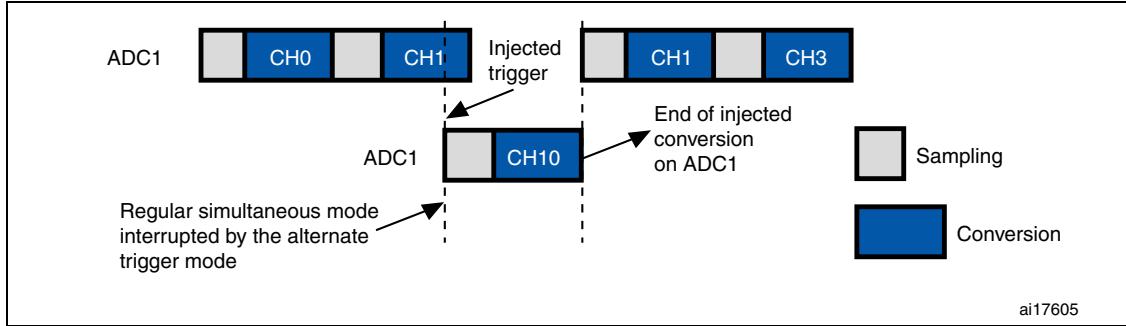 ADC1
CH0
CH1
Injected
trigger
CH1
CH3
ADC1
CH10
End of injected
conversion
on ADC1
Sampling
Regular simultaneous mode
interrupted by the alternate
trigger mode
Conversion
ai17605